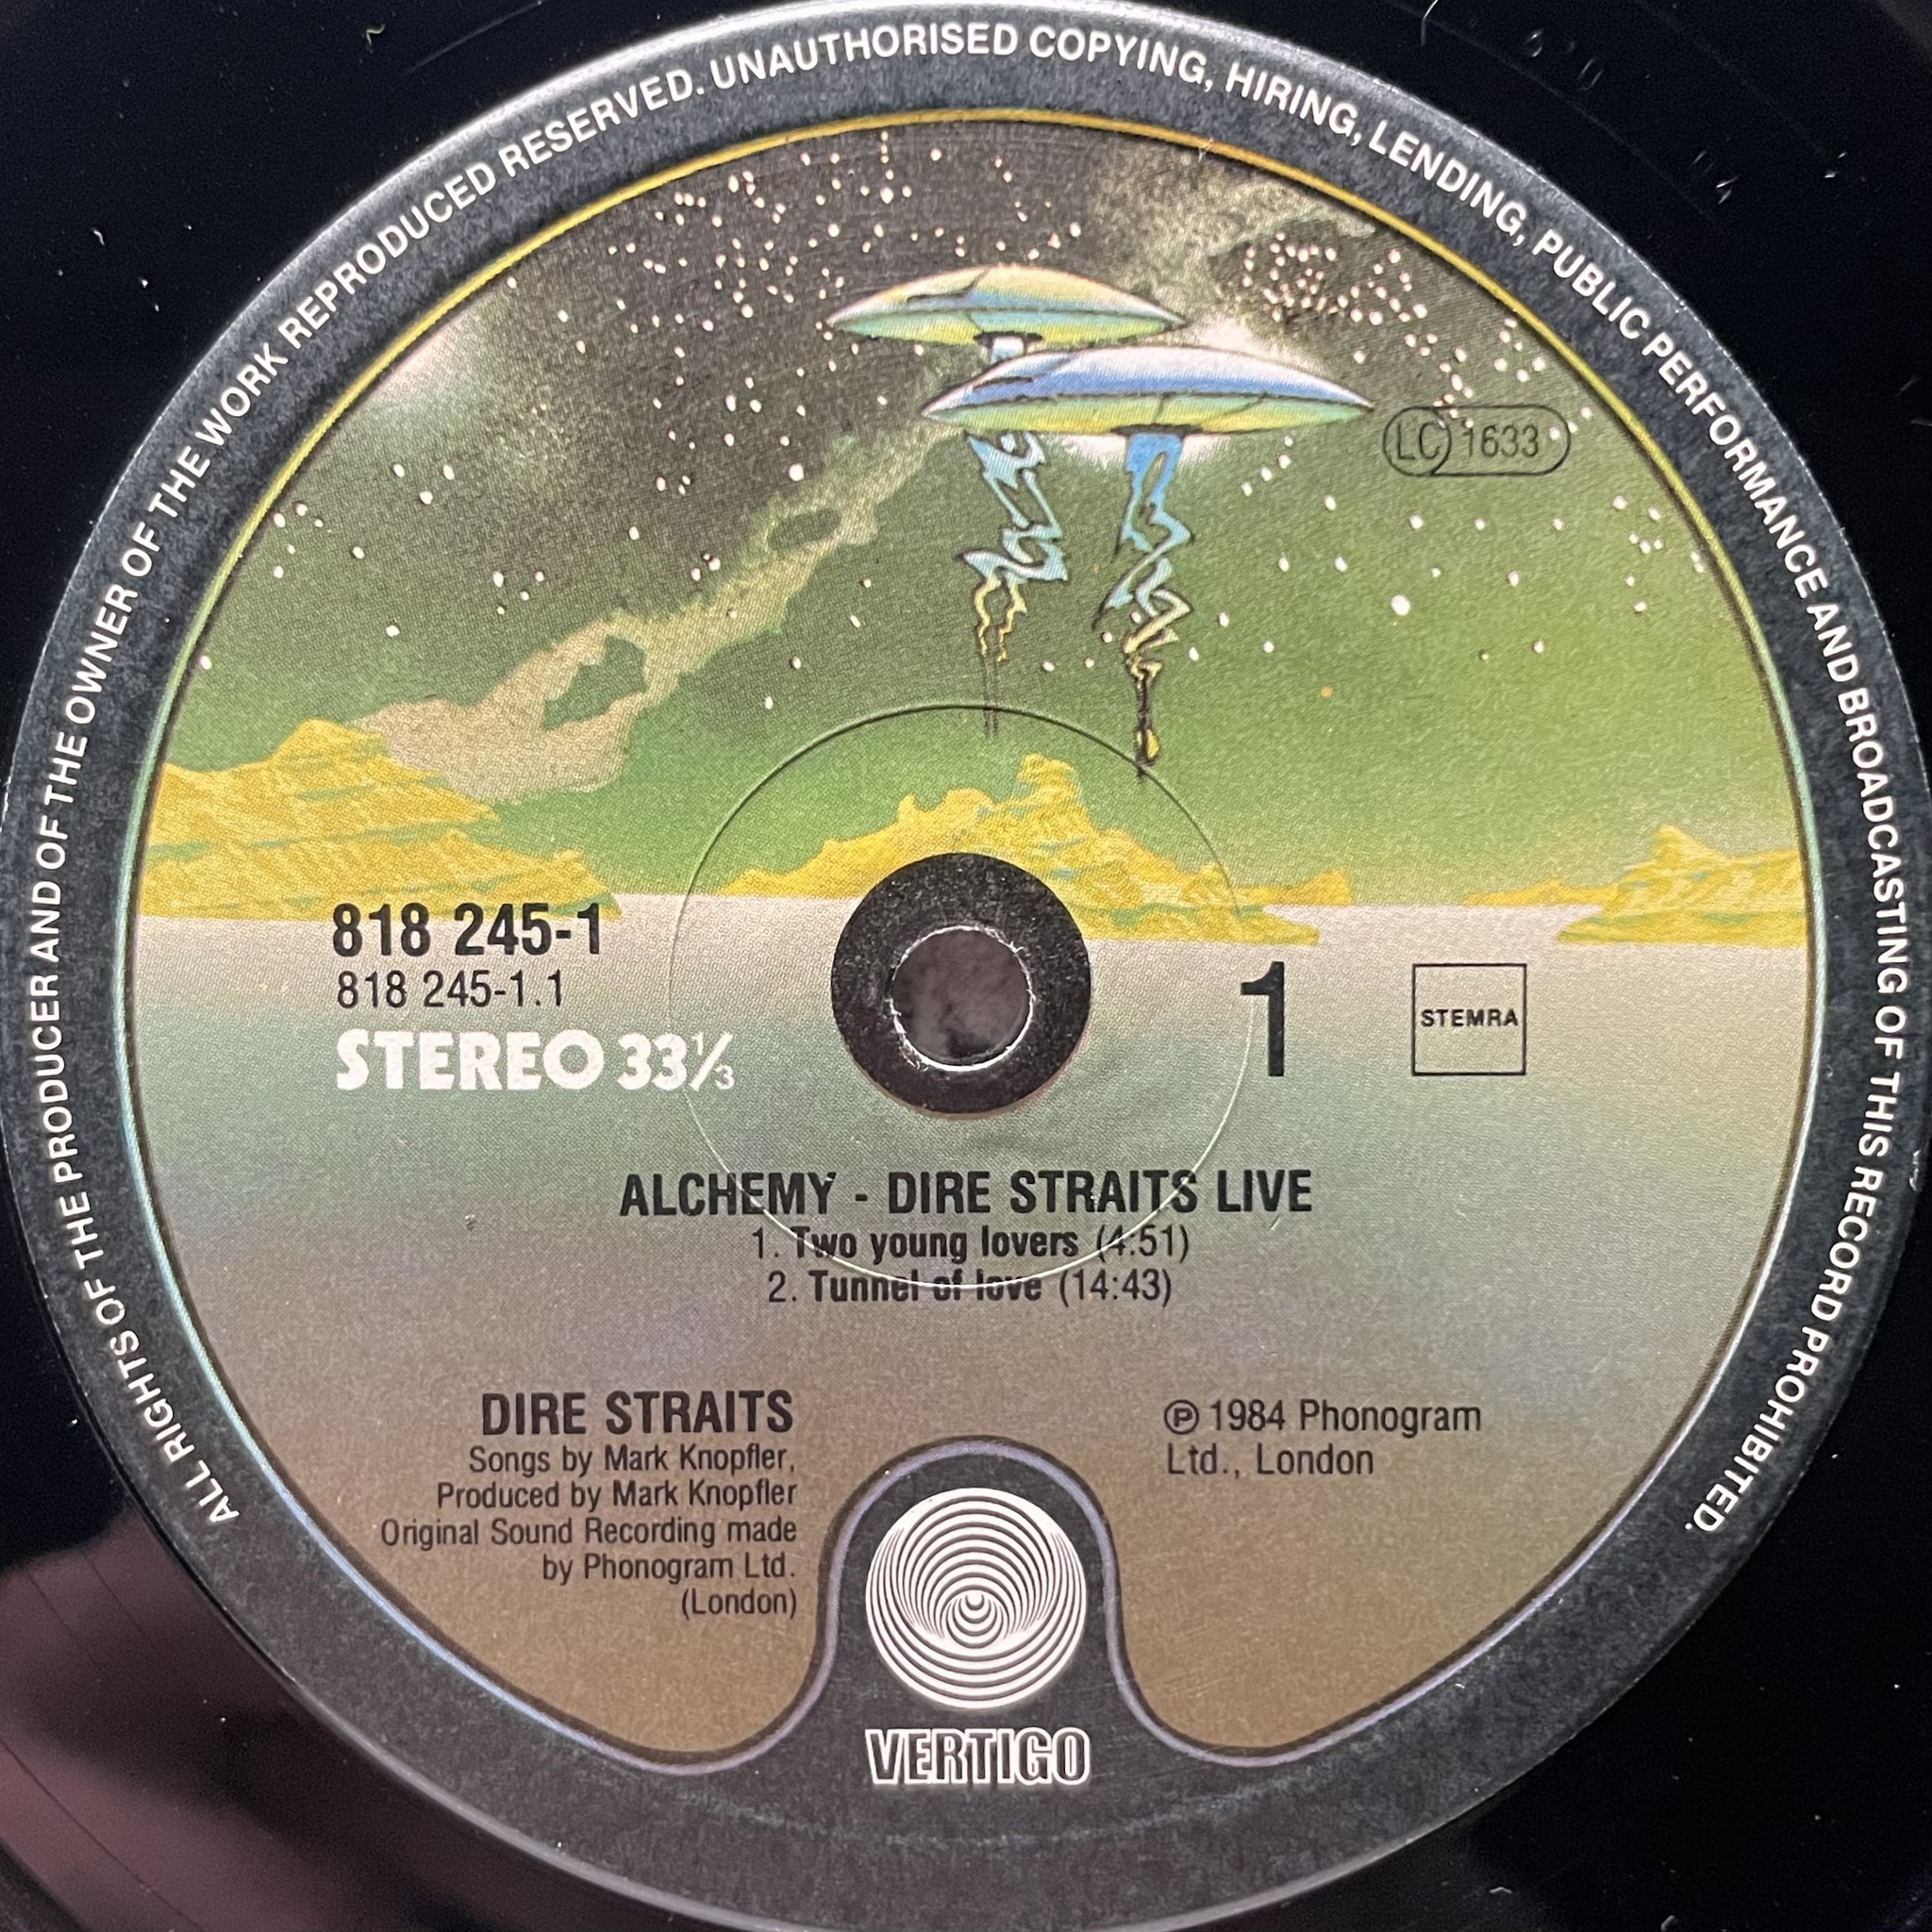 ALL RIGHTS OF THE PRODUCER AND OF THE OWNER OF THE WORK REPRODUCED RESERVED. UNAUTHORISED COPYING, HIRING, LENDING, PUBLIC PERFORMANCE AND BROADCASTING OF THIS RECORD PROHIBITED.
LC 1633
818 245-1
818 245-1.1
STEREO 33⅓
1
STEMRA
ALCHEMY - DIRE STRAITS LIVE
1. Two young lovers (4:51)
2. Tunnel of love (14:43)
DIRE STRAITS
Songs by Mark Knopfler,
Produced by Mark Knopfler
Original Sound Recording made
by Phonogram Ltd.
(London)
℗ 1984 Phonogram
Ltd., London
VERTIGO